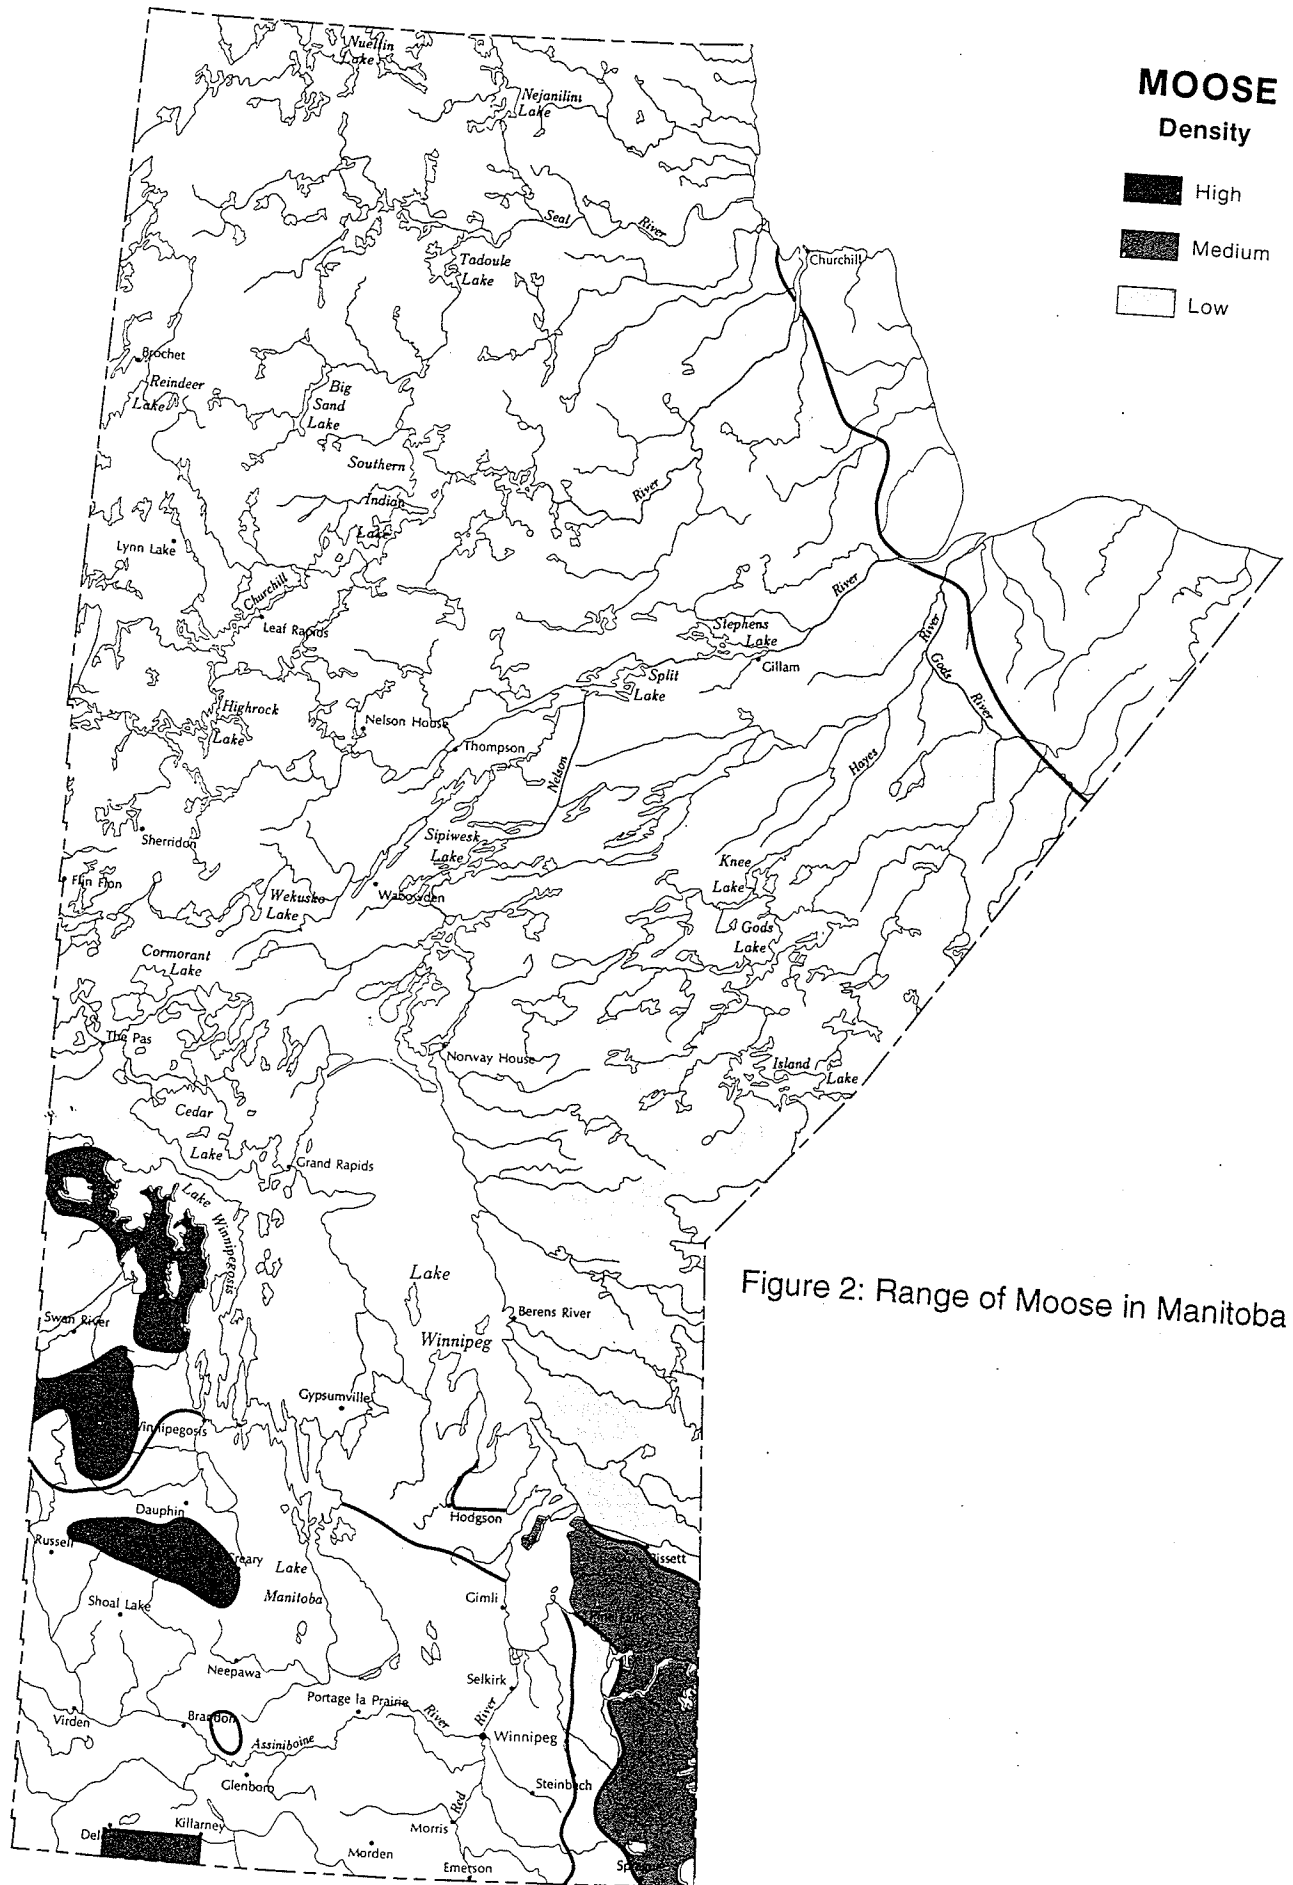 MOOSE
Density
High
Medium
Low
Nueltin
Lake
Nejanilini
Lake
Seal
River
Tadoule
Lake
Churchill
Brochet
Reindeer
Lake
Big
Sand
Lake
Southern
Indian
Lake
River
Lynn Lake
Churchill
Leaf Rapids
River
Stephens
Lake
Gillam
River
Gods
River
Split
Lake
Highrock
Lake
Nelson House
Thompson
Nelson
Hayes
Sherridon
Sipiwesk
Lake
Knee
Lake
Flin Flon
Wekusko
Lake
Wabowden
Gods
Lake
Cormorant
Lake
The Pas
Norway House
Island
Lake
Cedar
Lake
Grand Rapids
Lake
Winnipegosis
Lake
Winnipeg
Figure 2: Range of Moose in Manitoba
Swan River
Berens River
Gypsumville
Winnipegosis
Dauphin
Hodgson
Russell
Creary
Lake
Manitoba
Bissett
Shoal Lake
Gimli
Neepawa
Selkirk
Portage la Prairie
River
River
Virden
Brandon
Assiniboine
Winnipeg
Glenboro
Steinbach
Red
Del
Killarney
Morris
Morden
Emerson